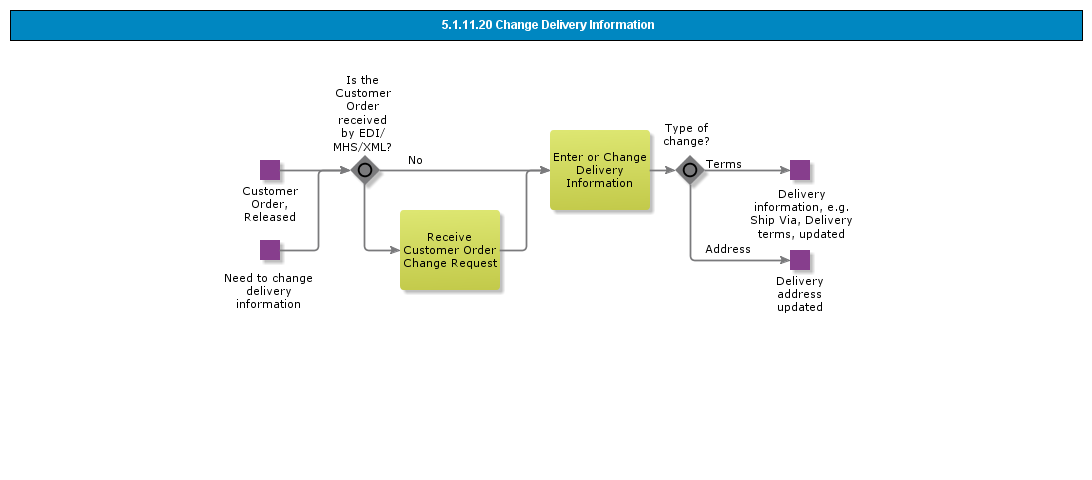 5.1.11.20 Change Delivery Information
Is the
Customer
Order
received
by EDI/
MHS/XML?
No
Customer
Order,
Released
Need to change
delivery
information
Receive
Customer Order
Change Request
Enter or Change
Delivery
Information
Type of
change?
Terms
Delivery
information, e.g.
Ship Via, Delivery
terms, updated
Address
Delivery
address
updated